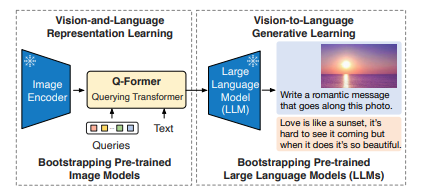 Vision-and-Language
Representation Learning
Vision-to-Language
Generative Learning
Image
Encoder
Q-Former
Querying Transformer
Queries
Text
Bootstrapping Pre-trained
Image Models
Large
Language
Model
(LLM)
Write a romantic message
that goes along this photo.
Love is like a sunset, it's
hard to see it coming but
when it does it's so beautiful.
Bootstrapping Pre-trained
Large Language Models (LLMs)